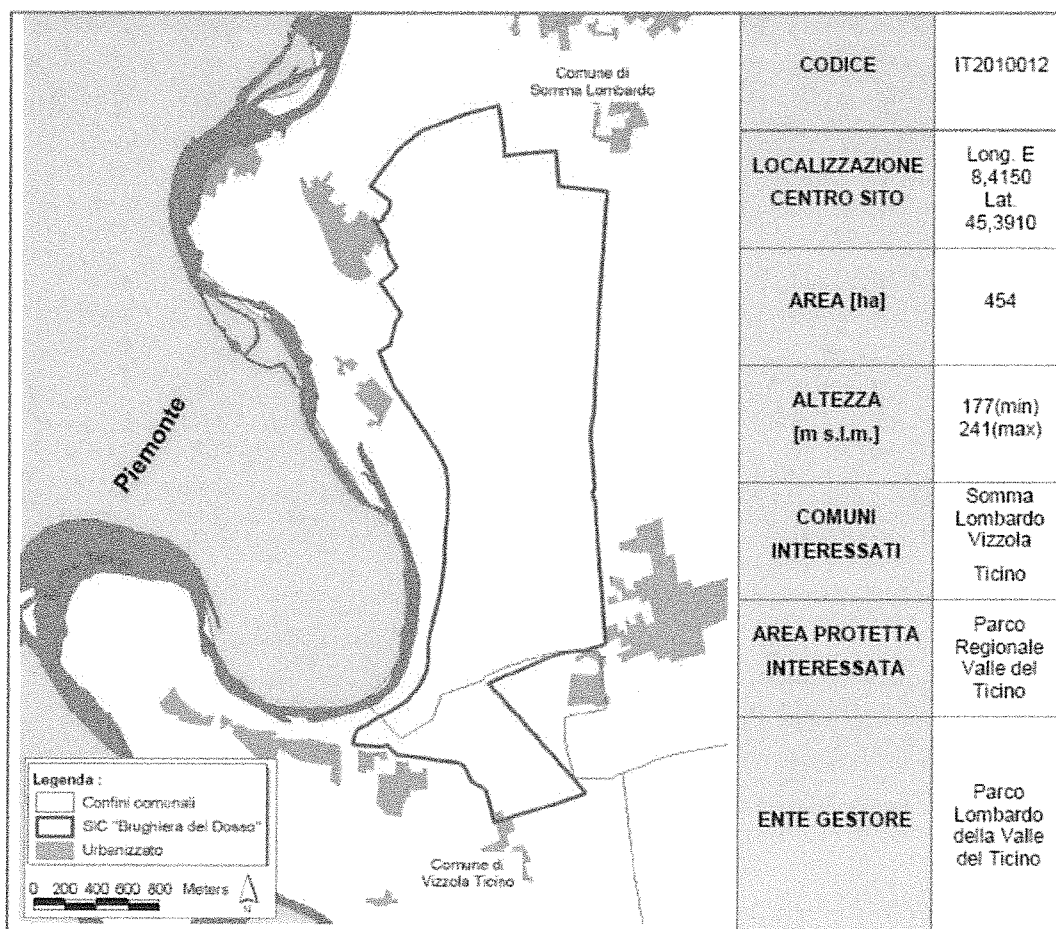 Comune di
Somma Lombardo
Piemonte
Legenda :
Confini comunali
SIC "Brughiera del Dosso"
Urbanizzato
0 200 400 600 800 Meters
N
Comune di
Vizzola Ticino
CODICE
IT2010012
LOCALIZZAZIONE
CENTRO SITO
Long. E
8,4150
Lat.
45,3910
AREA [ha]
454
ALTEZZA
[m s.l.m.]
177(min)
241(max)
COMUNI
INTERESSATI
Somma
Lombardo
Vizzola
Ticino
AREA PROTETTA
INTERESSATA
Parco
Regionale
Valle del
Ticino
ENTE GESTORE
Parco
Lombardo
della Valle
del Ticino